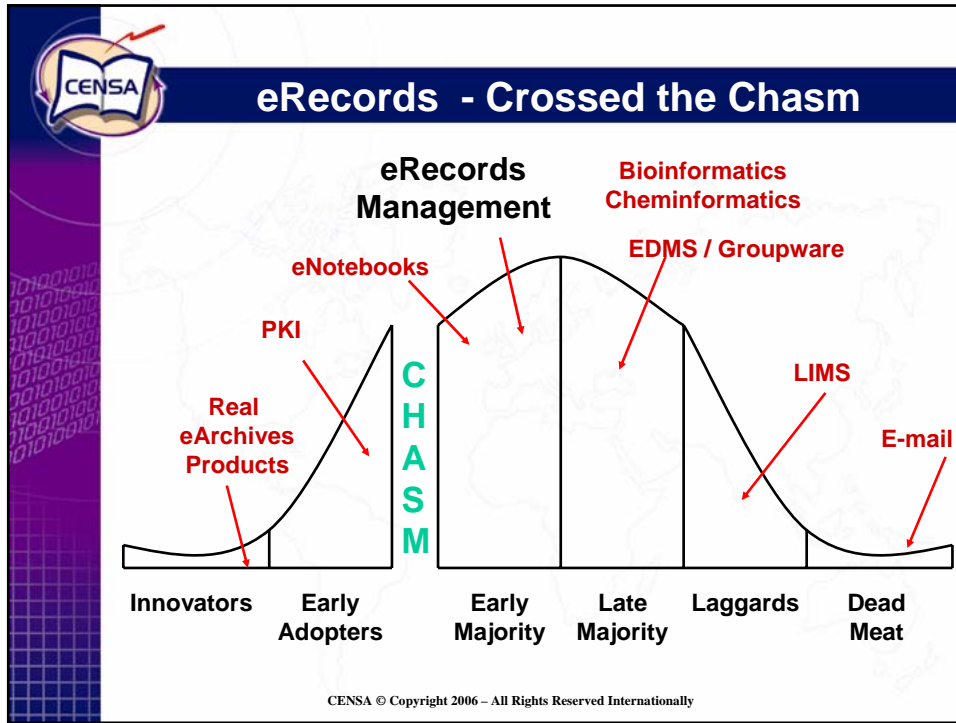 CENSA
eRecords - Crossed the Chasm
eRecords
Management
Bioinformatics
Cheminformatics
EDMS / Groupware
eNotebooks
PKI
LIMS
Real
eArchives
Products
E-mail
C
H
A
S
M
Innovators
Early
Adopters
Early
Majority
Late
Majority
Laggards
Dead
Meat
CENSA © Copyright 2006 – All Rights Reserved Internationally